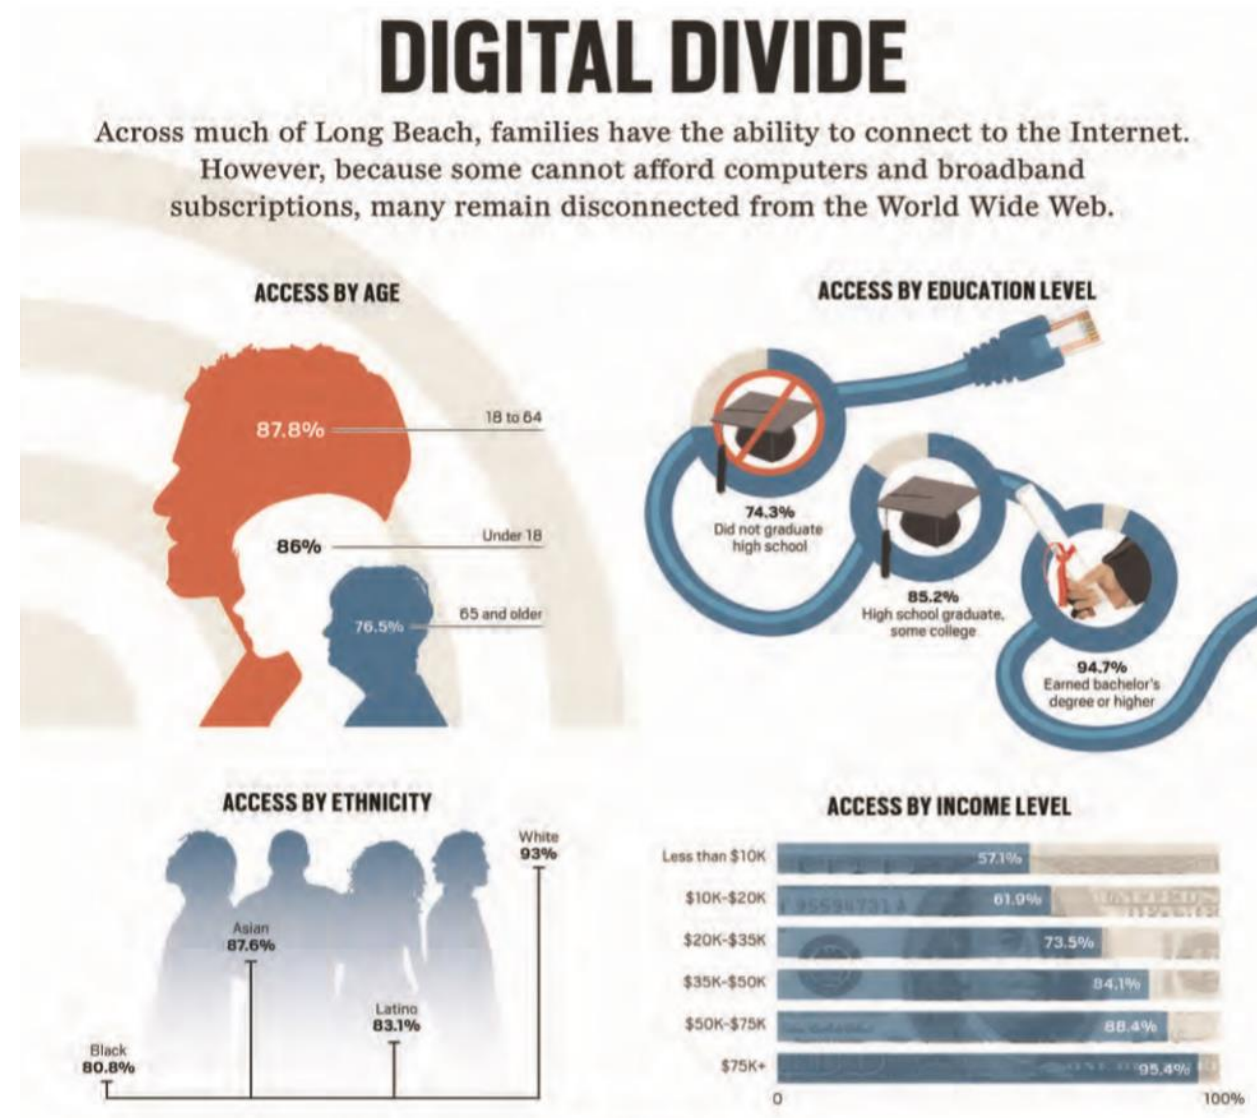 DIGITAL DIVIDE
Across much of Long Beach, families have the ability to connect to the Internet.
However, because some cannot afford computers and broadband
subscriptions, many remain disconnected from the World Wide Web.
ACCESS BY AGE
87.8%
18 to 64
86%
Under 18
76.5%
65 and older
ACCESS BY EDUCATION LEVEL
74.3%
Did not graduate
high school
85.2%
High school graduate,
some college
94.7%
Earned bachelor's
degree or higher
ACCESS BY ETHNICITY
Black
80.8%
Asian
87.6%
Latino
83.1%
White
93%
ACCESS BY INCOME LEVEL
Less than $10K
57.1%
$10K-$20K
61.9%
$20K-$35K
73.5%
$35K-$50K
84.1%
$50K-$75K
88.4%
$75K+
95.4%
0
100%